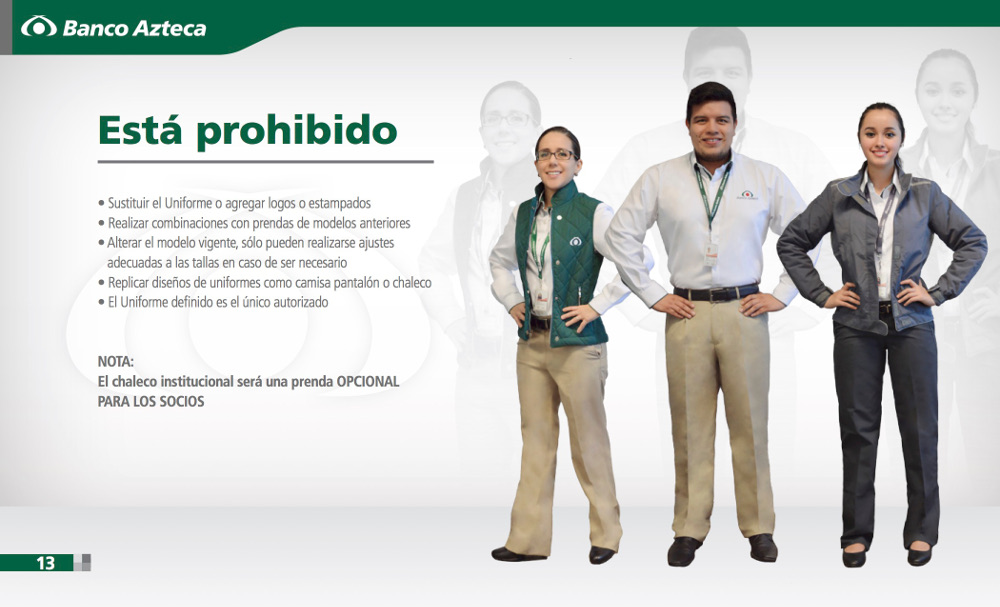 Banco Azteca
Está prohibido
• Sustituir el Uniforme o agregar logos o estampados
• Realizar combinaciones con prendas de modelos anteriores
• Alterar el modelo vigente, sólo pueden realizarse ajustes
adecuadas a las tallas en caso de ser necesario
• Replicar diseños de uniformes como camisa pantalón o chaleco
• El Uniforme definido es el único autorizado
NOTA:
El chaleco institucional será una prenda OPCIONAL
PARA LOS SOCIOS
13